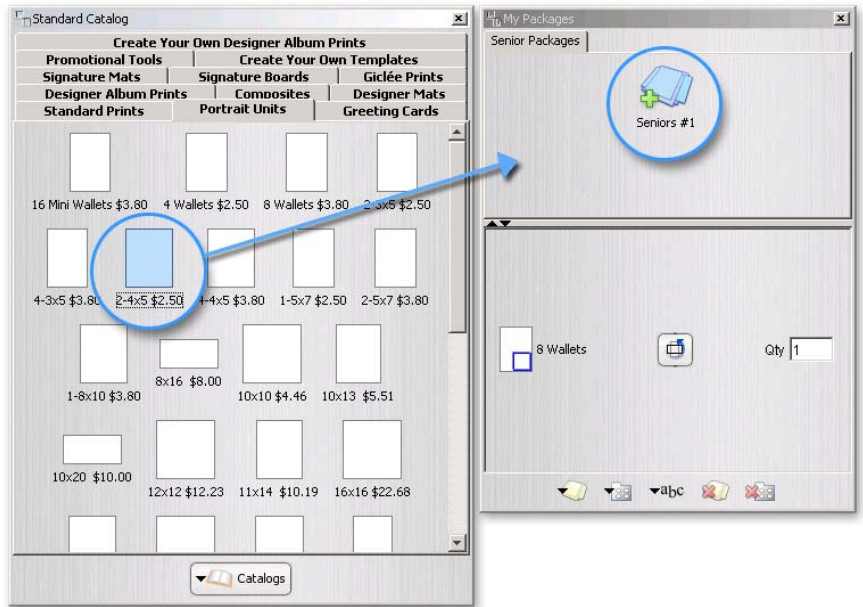 Standard Catalog
Create Your Own Designer Album Prints
Promotional Tools Create Your Own Templates
Signature Mats Signature Boards Giclée Prints
Designer Album Prints Composites Designer Mats
Standard Prints Portrait Units Greeting Cards
16 Mini Wallets $3.80 4 Wallets $2.50 8 Wallets $3.80 2-3x5 $2.50
4-3x5 $3.80 2-4x5 $2.50 4-4x5 $3.80 1-5x7 $2.50 2-5x7 $3.80
1-8x10 $3.80 8x16 $8.00 10x10 $4.46 10x13 $5.51
10x20 $10.00 12x12 $12.23 11x14 $10.19 16x16 $22.68
Catalogs
My Packages
Senior Packages
Seniors #1
8 Wallets Qty 1
abc